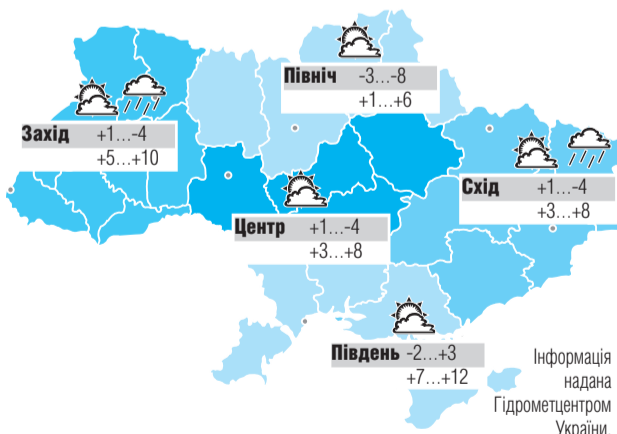 Північ -3...-8
+1...+6
Захід +1...-4
+5...+10
Схід +1...-4
+3...+8
Центр +1...-4
+3...+8
Південь -2...+3
+7...+12
Інформація
надана
Гідрометцентром
України.